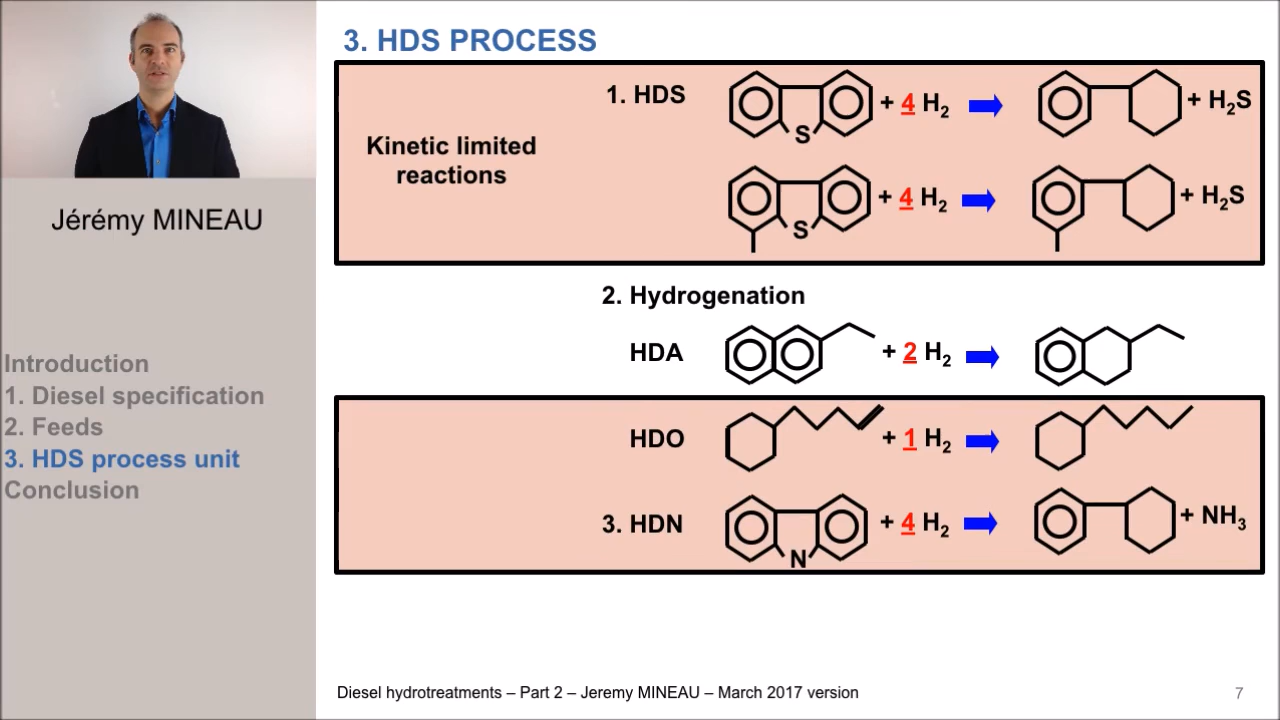 3. HDS PROCESS
1. HDS
S
+ 4 H₂
+ H₂S
Kinetic limited
reactions
S
+ 4 H₂
+ H₂S
Jérémy MINEAU
2. Hydrogenation
HDA
+ 2 H₂
Introduction
1. Diesel specification
2. Feeds
3. HDS process unit
Conclusion
HDO
+ 1 H₂
3. HDN
N
+ 4 H₂
+ NH₃
Diesel hydrotreatments – Part 2 – Jeremy MINEAU – March 2017 version
7